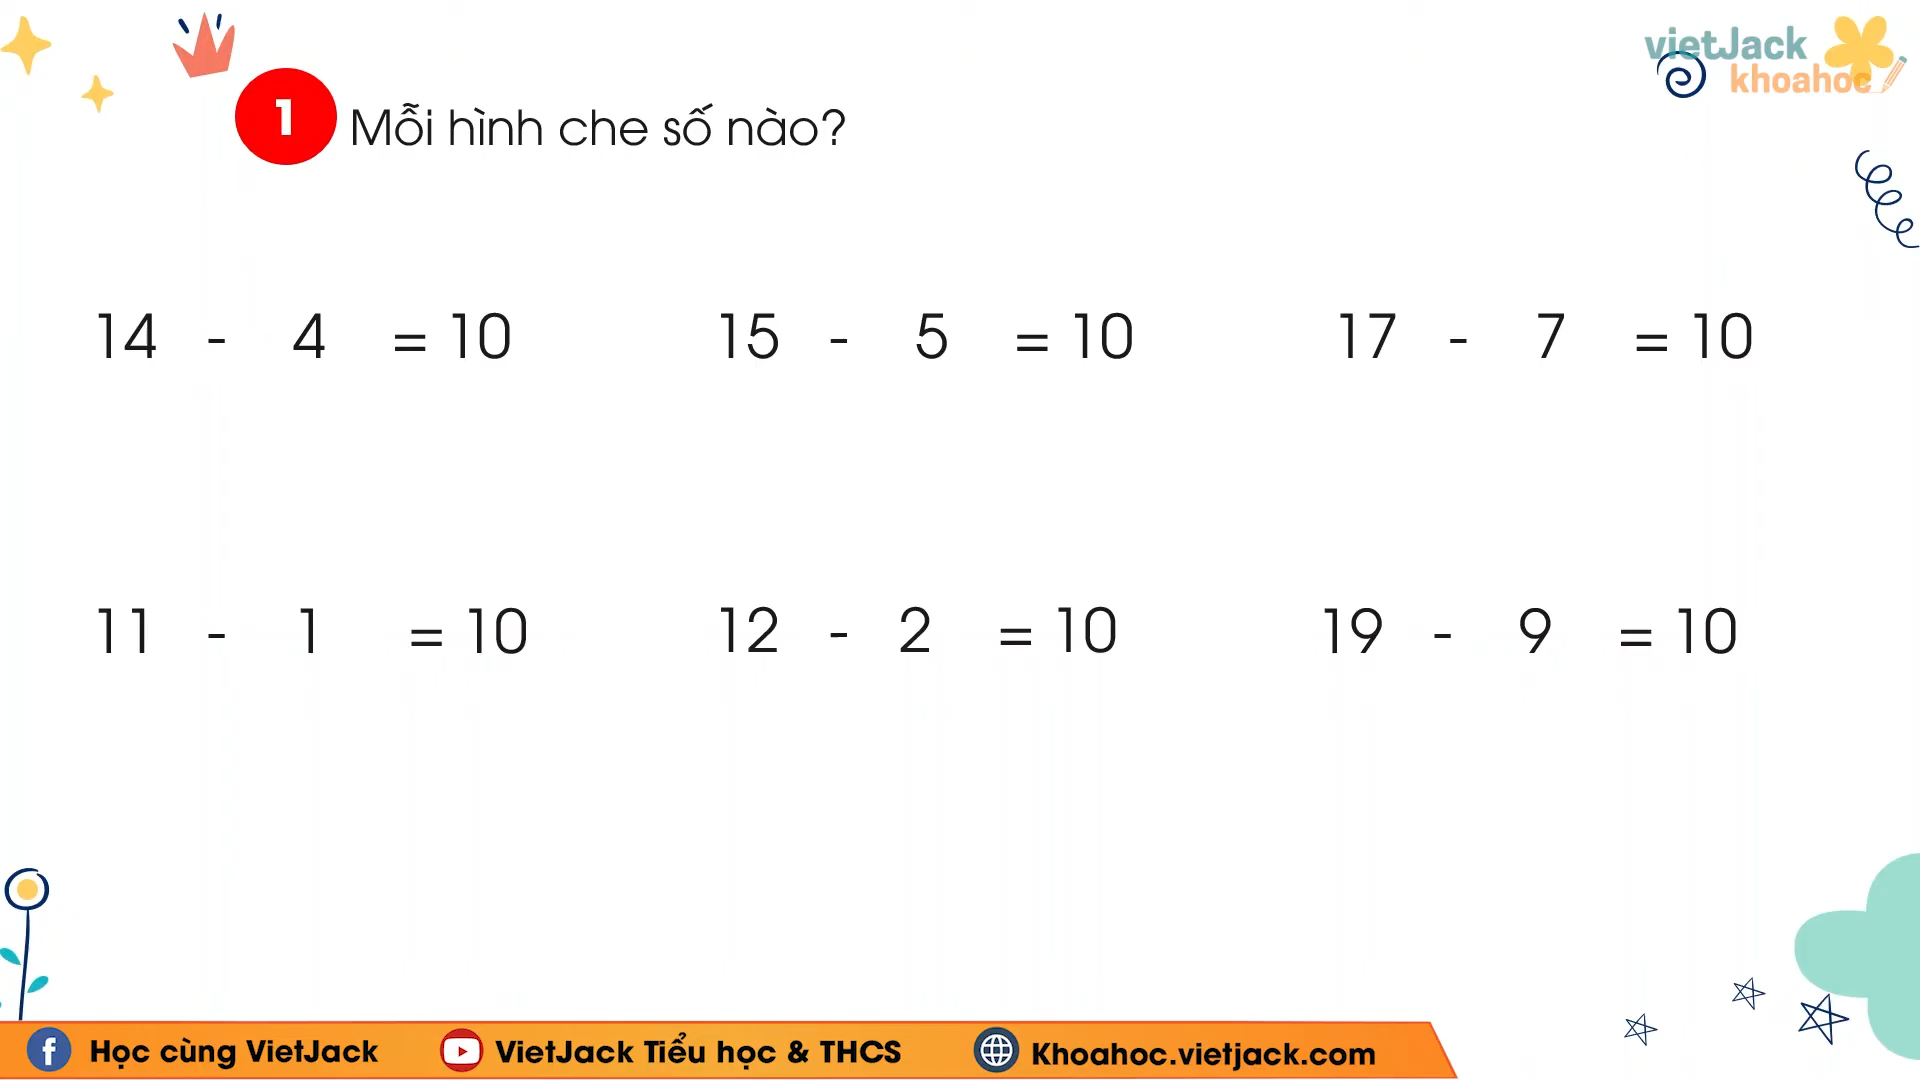 vietJack
khoahoc
1 Mỗi hình che số nào?
14 - 4 = 10 15 - 5 = 10 17 - 7 = 10
11 - 1 = 10 12 - 2 = 10 19 - 9 = 10
Học cùng VietJack VietJack Tiểu học & THCS Khoahoc.vietjack.com